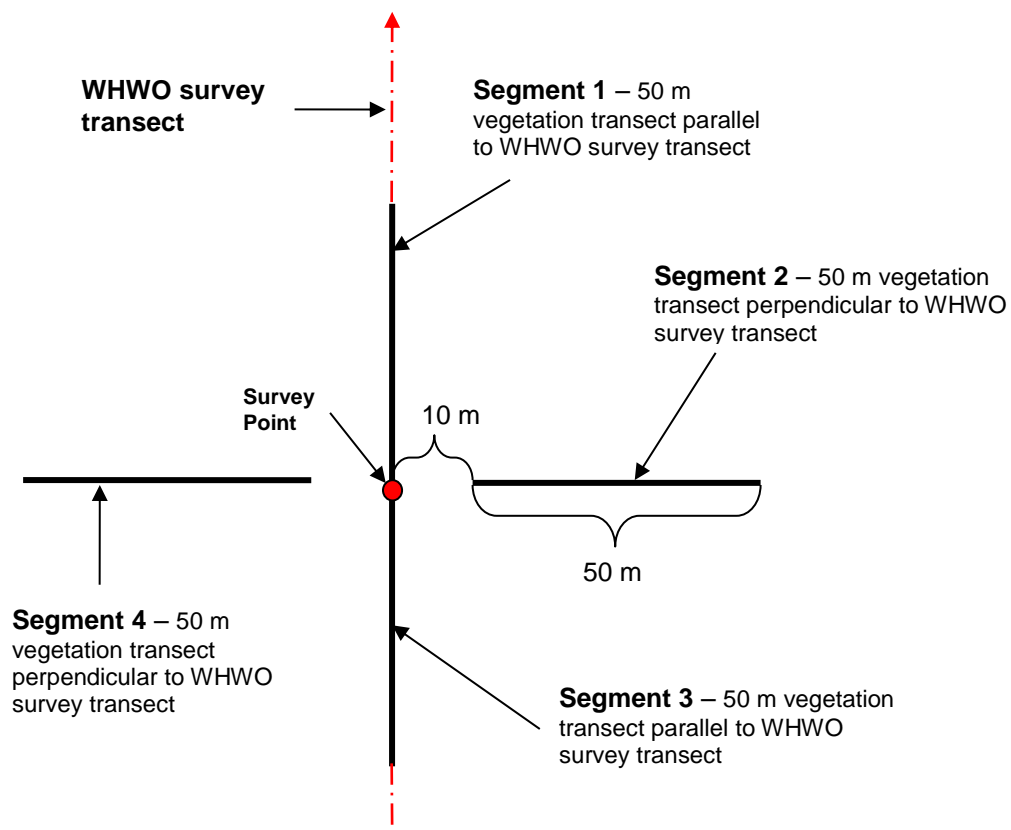 WHWO survey
transect
Segment 1 – 50 m
vegetation transect parallel
to WHWO survey transect
Segment 2 – 50 m vegetation
transect perpendicular to WHWO
survey transect
Survey
Point
10 m
50 m
Segment 4 – 50 m
vegetation transect
perpendicular to WHWO
survey transect
Segment 3 – 50 m vegetation
transect parallel to WHWO
survey transect